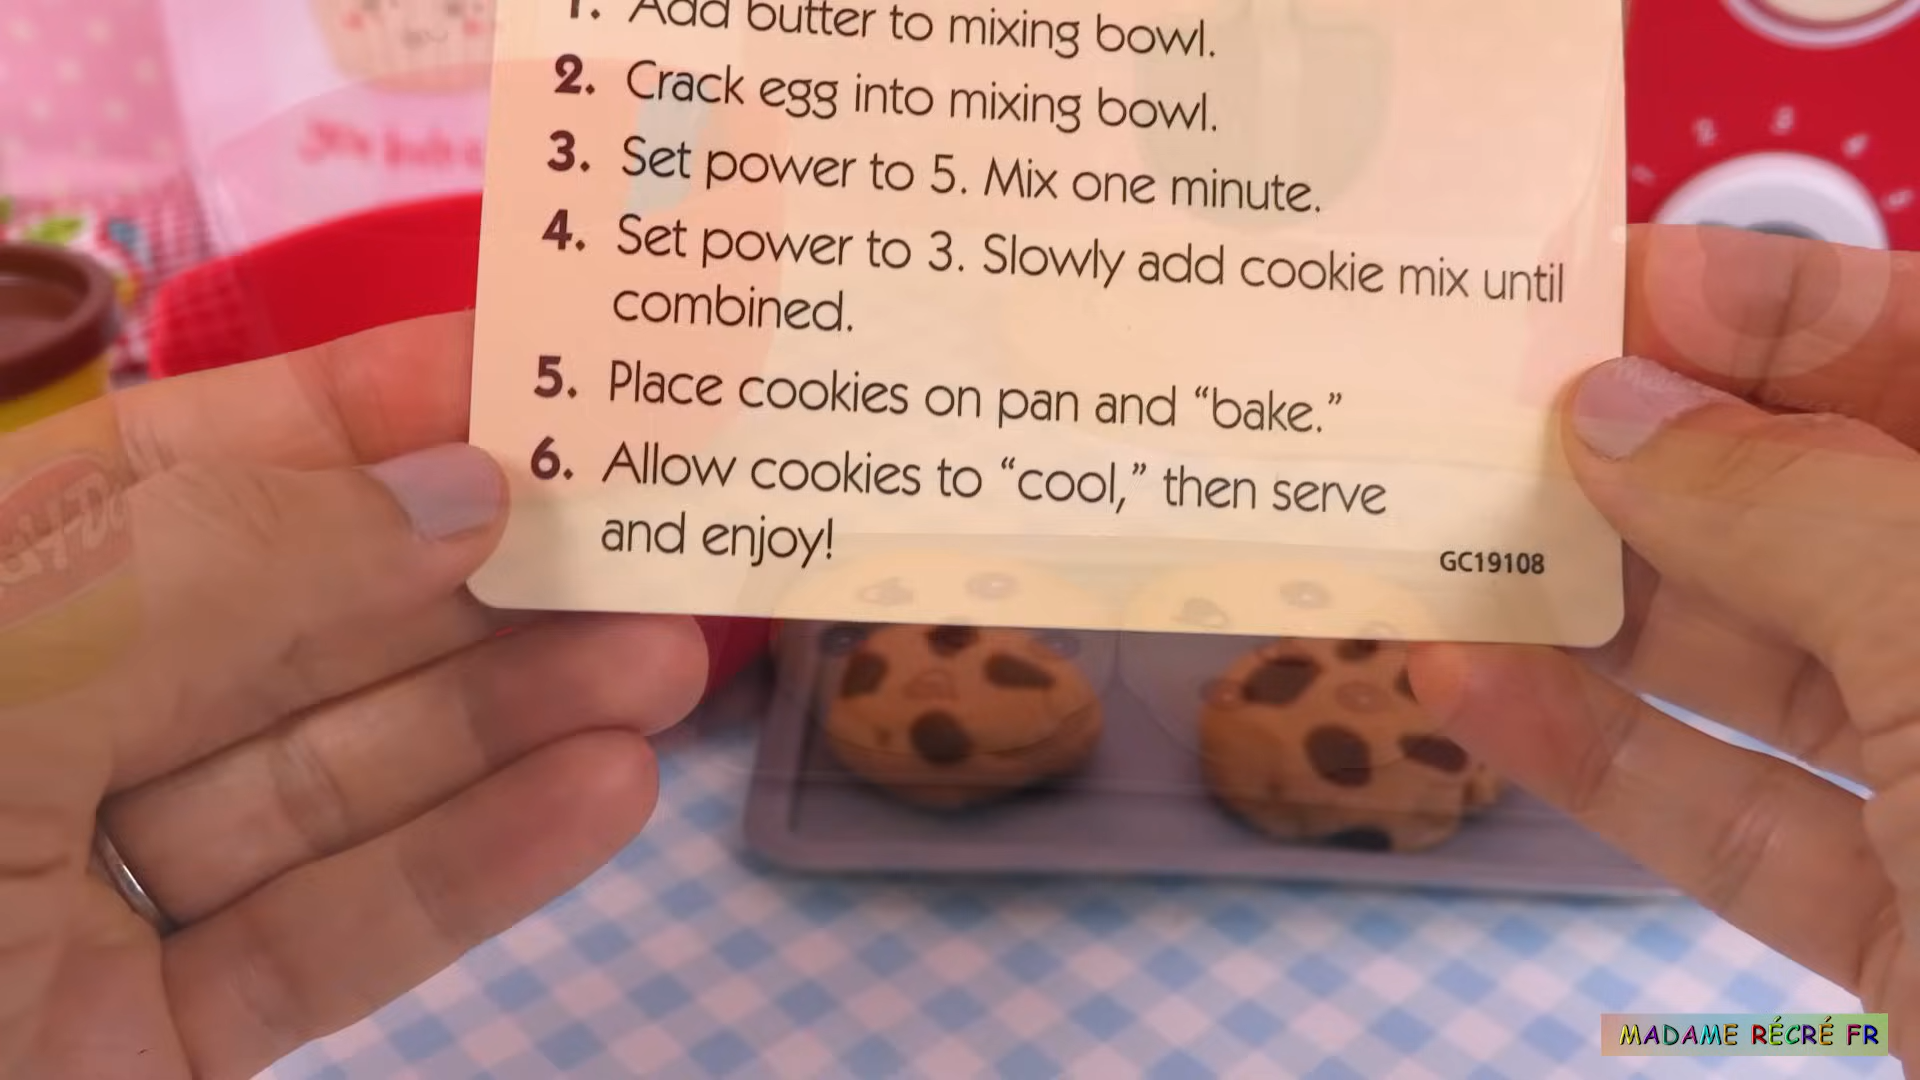 1. Add butter to mixing bowl.
2. Crack egg into mixing bowl.
3. Set power to 5. Mix one minute.
4. Set power to 3. Slowly add cookie mix until
combined.
5. Place cookies on pan and “bake.”
6. Allow cookies to “cool,” then serve
and enjoy!
GC19108
MADAME RÉCRÉ FR